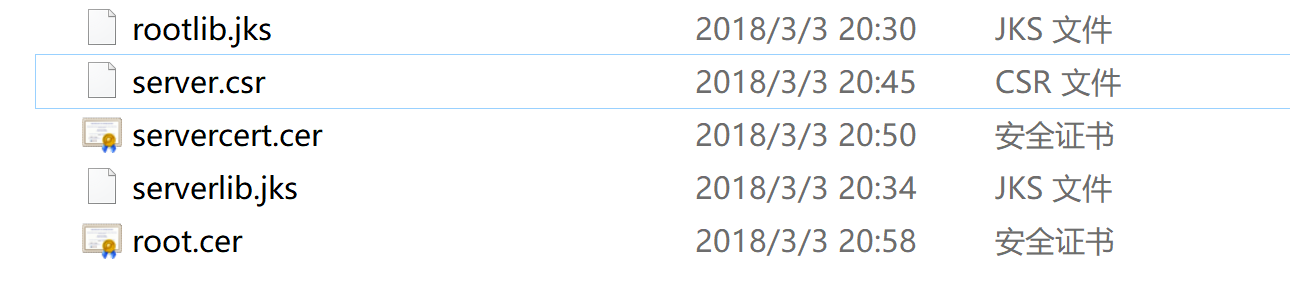 rootlib.jks 2018/3/3 20:30 JKS 文件
server.csr 2018/3/3 20:45 CSR 文件
servercert.cer 2018/3/3 20:50 安全证书
serverlib.jks 2018/3/3 20:34 JKS 文件
root.cer 2018/3/3 20:58 安全证书